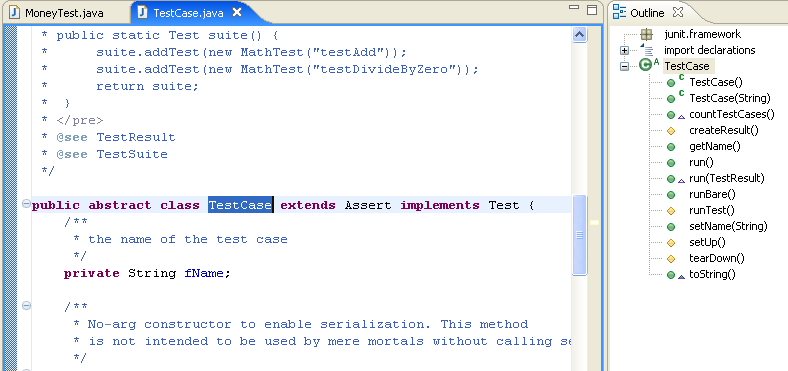 MoneyTest.java
TestCase.java
* public static Test suite() {
*      suite.addTest(new MathTest("testAdd"));
*      suite.addTest(new MathTest("testDivideByZero"));
*      return suite;
*  }
* </pre>
* @see TestResult
* @see TestSuite
*/
public abstract class TestCase extends Assert implements Test {
/**
* the name of the test case
*/
private String fName;
/**
* No-arg constructor to enable serialization. This method
* is not intended to be used by mere mortals without calling se
*/
Outline
junit.framework
import declarations
TestCase
TestCase()
TestCase(String)
countTestCases()
createResult()
getName()
run()
run(TestResult)
runBare()
runTest()
setName(String)
setUp()
tearDown()
toString()